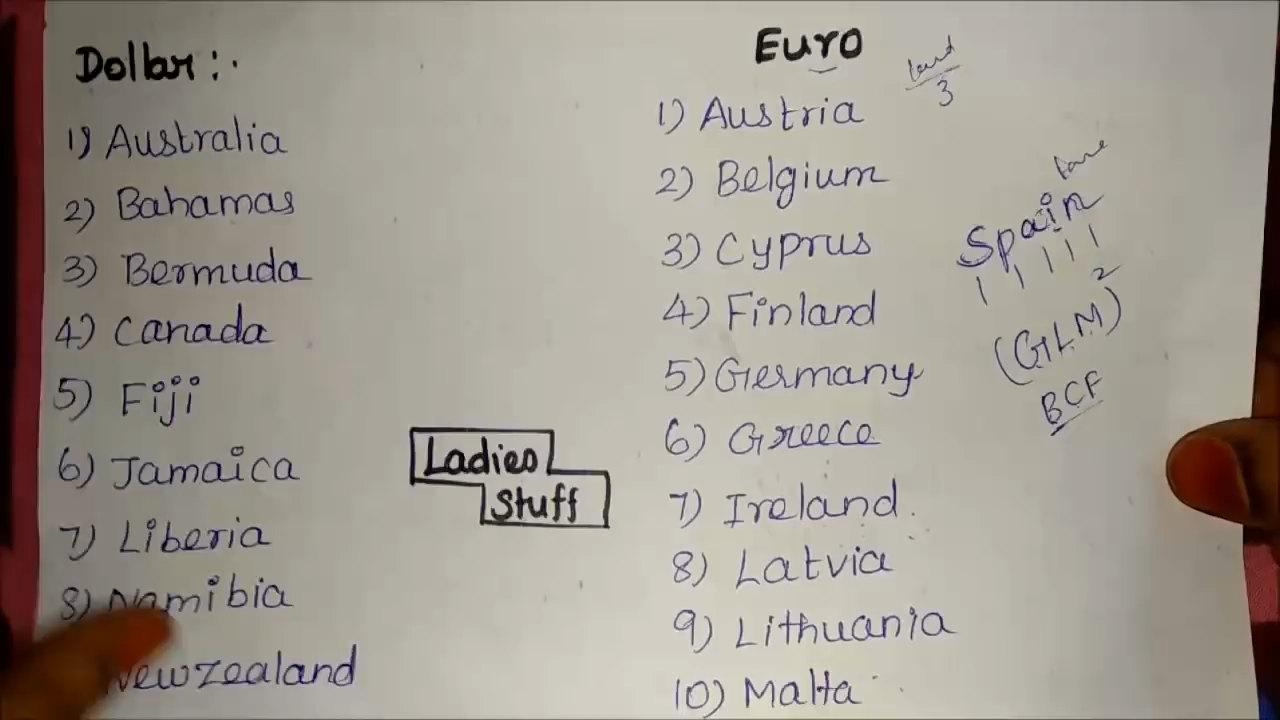 Dollar :.
1) Australia
2) Bahamas
3) Bermuda
4) Canada
5) Fiji
6) Jamaica
7) Liberia
8) Namibia
Newzealand
Ladies
Stuff
Euro
1) Austria
2) Belgium
3) Cyprus
4) Finland
5) Germany
6) Greece
7) Ireland.
8) Latvia
9) Lithuania
10) Malta
land
3
Spain
(GLM)²
BCF